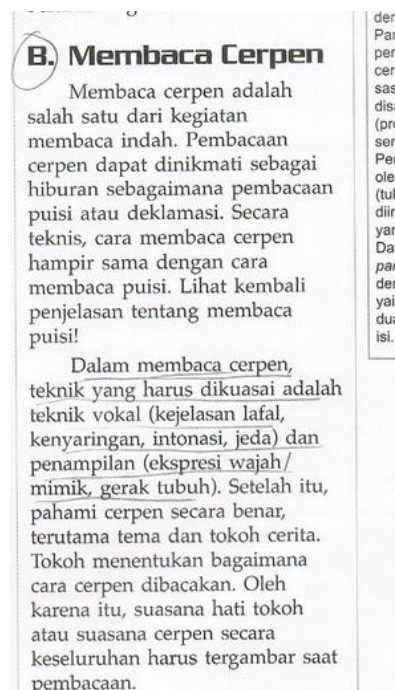 B. Membaca Cerpen
Membaca cerpen adalah
salah satu dari kegiatan
membaca indah. Pembacaan
cerpen dapat dinikmati sebagai
hiburan sebagaimana pembacaan
puisi atau deklamasi. Secara
teknis, cara membaca cerpen
hampir sama dengan cara
membaca puisi. Lihat kembali
penjelasan tentang membaca
puisi!
Dalam membaca cerpen,
teknik yang harus dikuasai adalah
teknik vokal (kejelasan lafal,
kenyaringan, intonasi, jeda) dan
penampilan (ekspresi wajah/
mimik, gerak tubuh). Setelah itu,
pahami cerpen secara benar,
terutama tema dan tokoh cerita.
Tokoh menentukan bagaimana
cara cerpen dibacakan. Oleh
karena itu, suasana hati tokoh
atau suasana cerpen secara
keseluruhan harus tergambar saat
pembacaan.
isi.